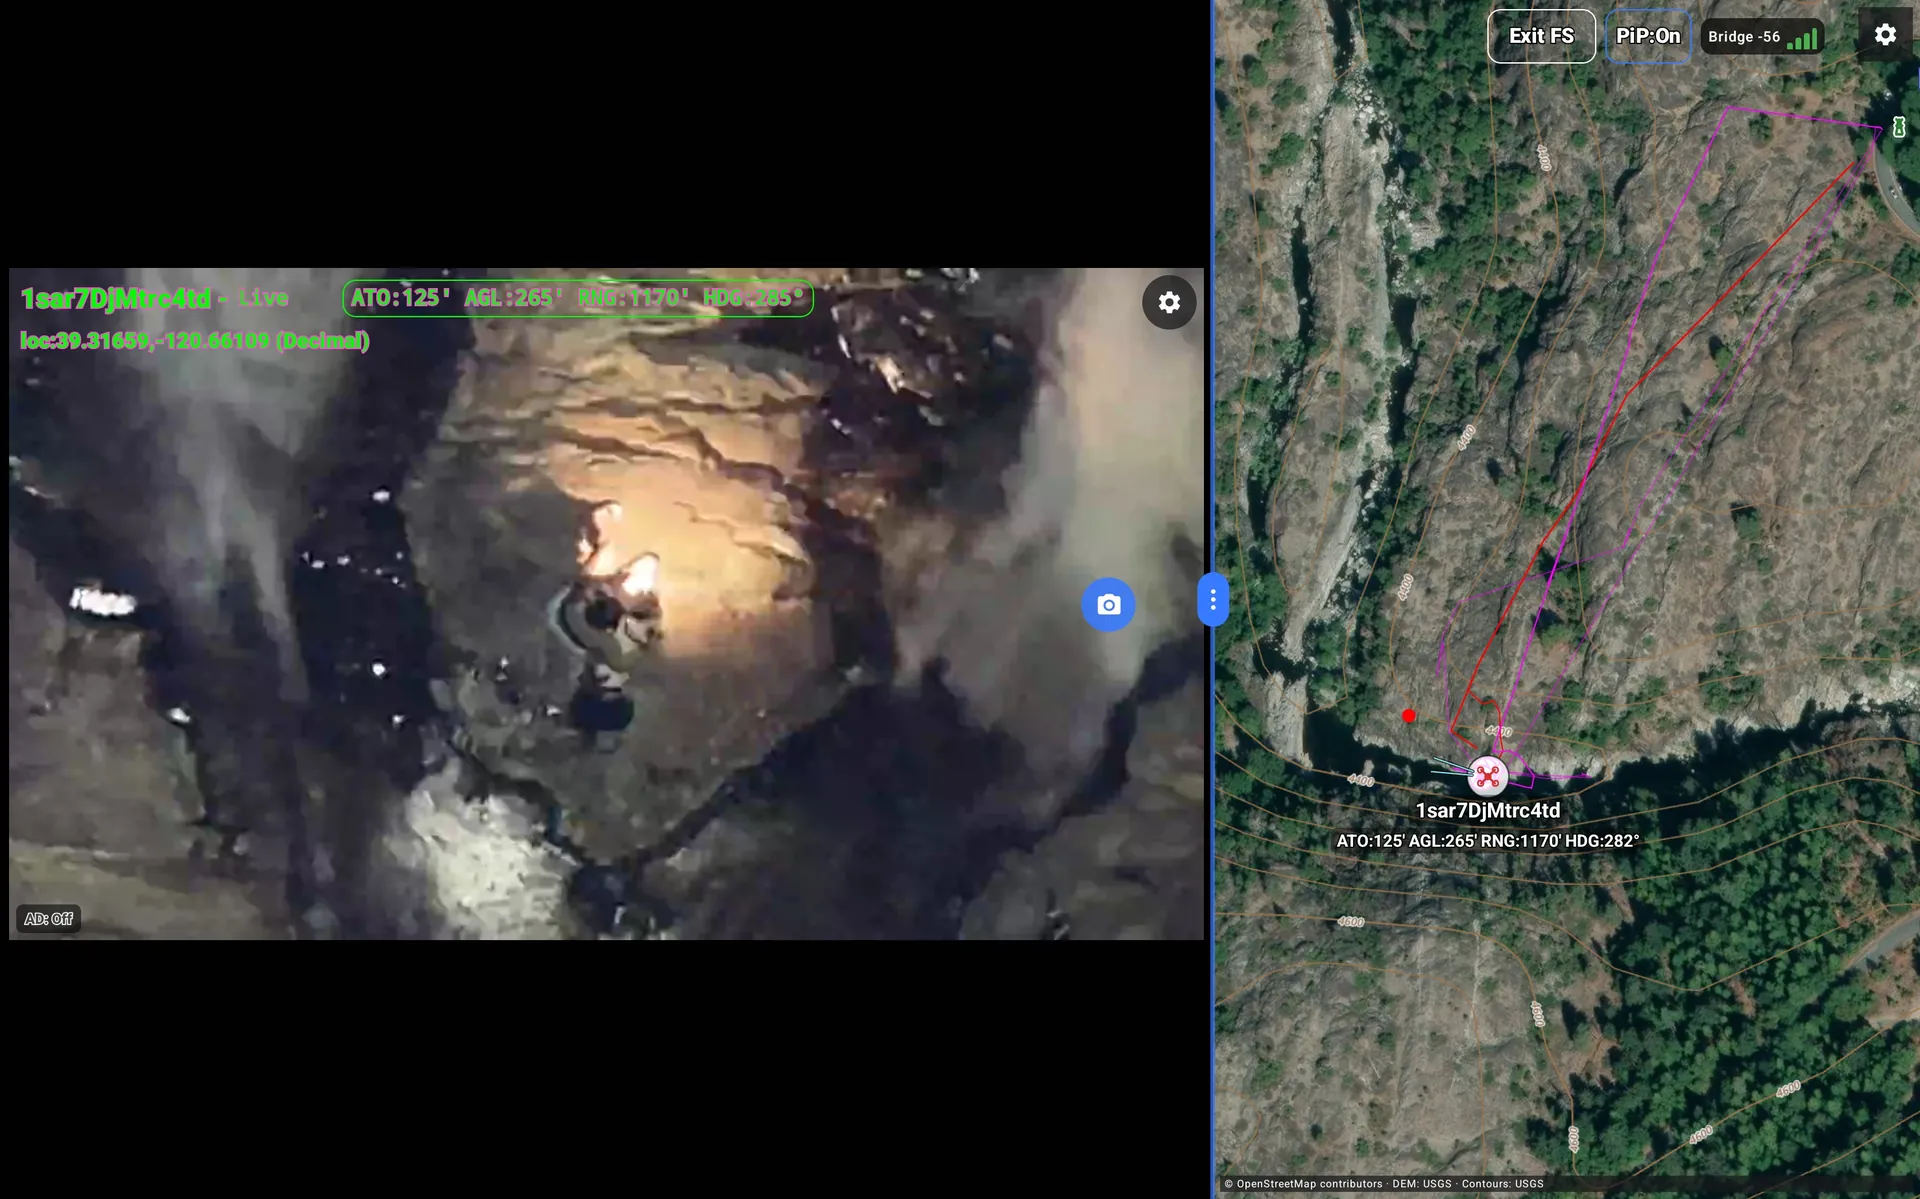 1sar7DjMtrc4td - Live
ATO:125' AGL:265' RNG:1170' HDG:285°
loc:39.31659,-120.66109 (Decimal)
AD: Off
Exit FS
PiP:On
Bridge -56
4400
4400
4400
4400
4400
1sar7DjMtrc4td
ATO:125' AGL:265' RNG:1170' HDG:282°
4600
4600
4600
4600
4600
© OpenStreetMap contributors · DEM: USGS · Contours: USGS